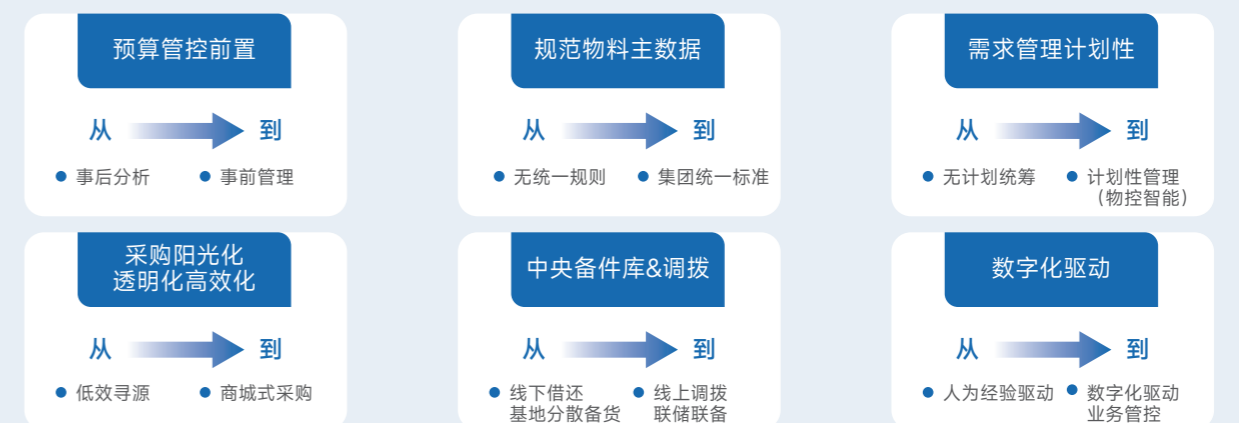 预算管控前置
从 到
事后分析 事前管理
规范物料主数据
从 到
无统一规则 集团统一标准
需求管理计划性
从 到
无计划统筹 计划性管理
（物控智能）
采购阳光化
透明化高效化
从 到
低效寻源 商城式采购
中央备件库&调拨
从 到
线下借还 线上调拨
基地分散备货 联储联备
数字化驱动
从 到
人为经验驱动 数字化驱动
业务管控